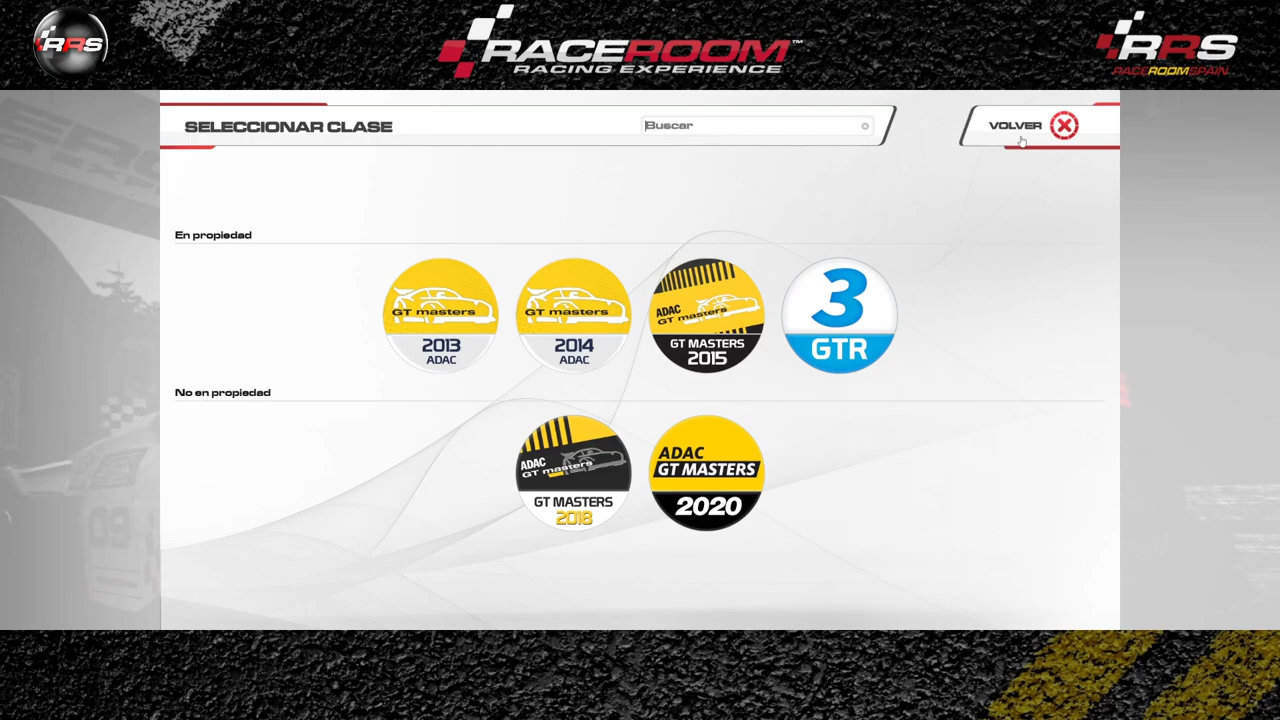 RRS
RACEROOM™
RACING EXPERIENCE
RRS
RACEROOMSPAIN
SELECCIONAR CLASE
Buscar
VOLVER
En propiedad
GT masters
2013
ADAC
GT masters
2014
ADAC
ADAC
GT masters
GT MASTERS
2015
3
GTR
No en propiedad
ADAC
GT masters
GT MASTERS
2018
ADAC
GT MASTERS
2020